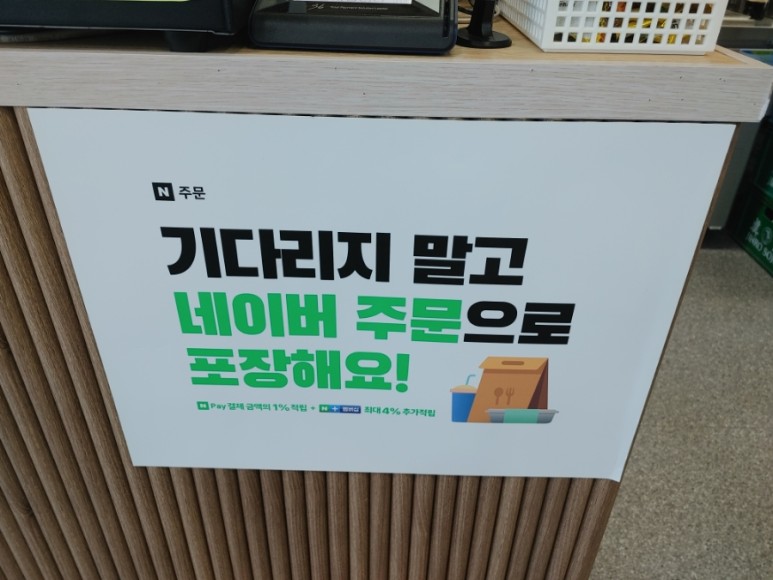 N 주문
기다리지 말고
네이버 주문으로
포장해요!
N Pay 결제 금액의 1% 적립 + N+ 멤버십 최대 4% 추가적립